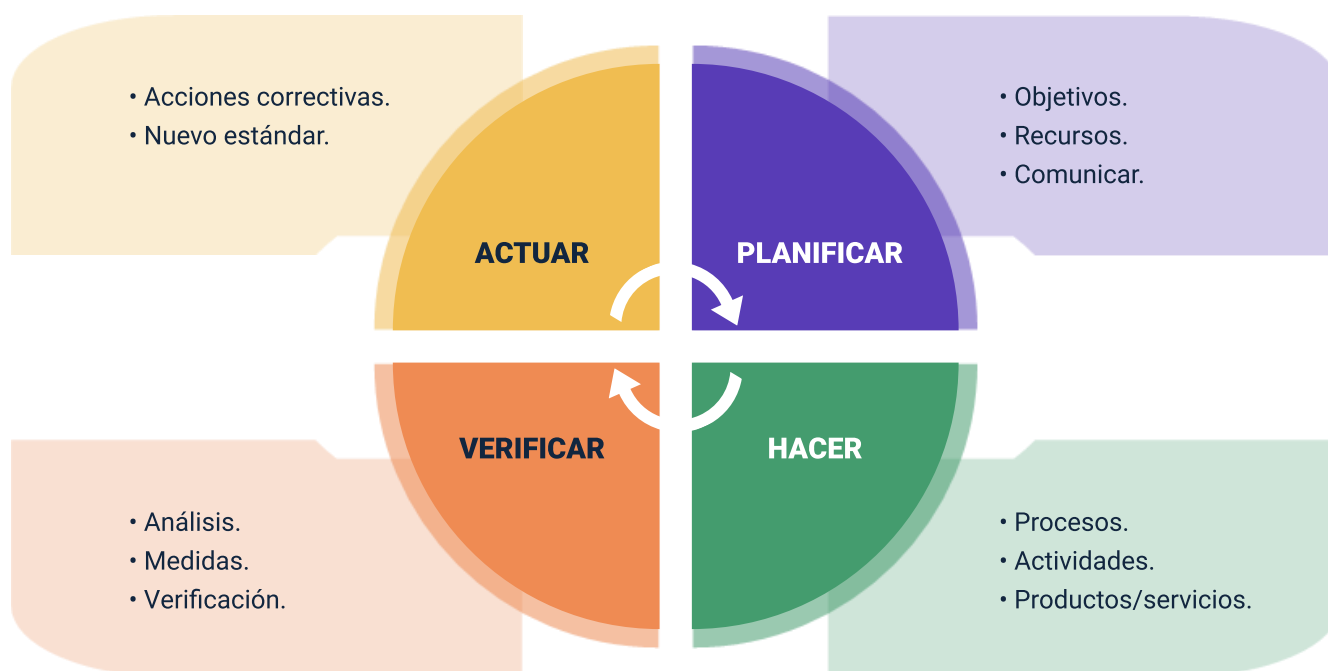 • Acciones correctivas.
• Nuevo estándar.
ACTUAR
PLANIFICAR
• Objetivos.
• Recursos.
• Comunicar.
VERIFICAR
• Análisis.
• Medidas.
• Verificación.
HACER
• Procesos.
• Actividades.
• Productos/servicios.